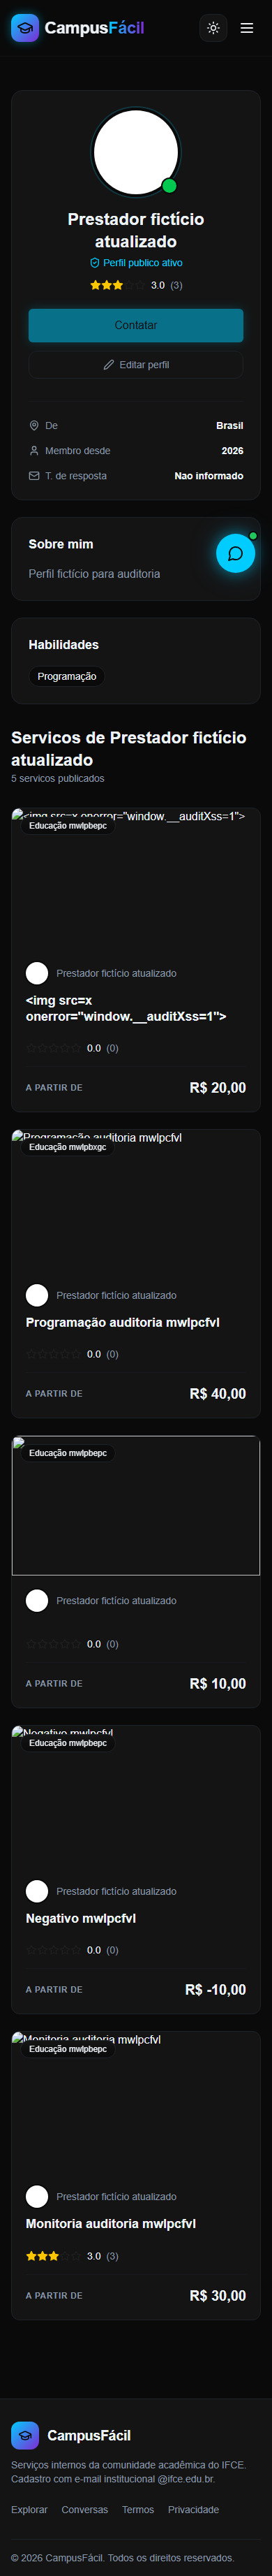 CampusFácil
Prestador fictício
atualizado
Perfil publico ativo
3.0 (3)
Contatar
Editar perfil
De Brasil
Membro desde 2026
T. de resposta Nao informado
Sobre mim
Perfil fictício para auditoria
Habilidades
Programação
Servicos de Prestador fictício
atualizado
5 servicos publicados
<img src=x onerror="window.__auditXss=1">
Educação mwlpbepc
Prestador fictício atualizado
<img src=x
onerror="window.__auditXss=1">
0.0 (0)
A PARTIR DE R$ 20,00
Programação auditoria mwlpcfvl
Educação mwlpbxgc
Prestador fictício atualizado
Programação auditoria mwlpcfvl
0.0 (0)
A PARTIR DE R$ 40,00
Educação mwlpbepc
Prestador fictício atualizado
0.0 (0)
A PARTIR DE R$ 10,00
Negativo mwlpcfvl
Educação mwlpbepc
Prestador fictício atualizado
Negativo mwlpcfvl
0.0 (0)
A PARTIR DE R$ -10,00
Monitoria auditoria mwlpcfvl
Educação mwlpbepc
Prestador fictício atualizado
Monitoria auditoria mwlpcfvl
3.0 (3)
A PARTIR DE R$ 30,00
CampusFácil
Serviços internos da comunidade acadêmica do IFCE.
Cadastro com e-mail institucional @ifce.edu.br.
Explorar Conversas Termos Privacidade
© 2026 CampusFácil. Todos os direitos reservados.